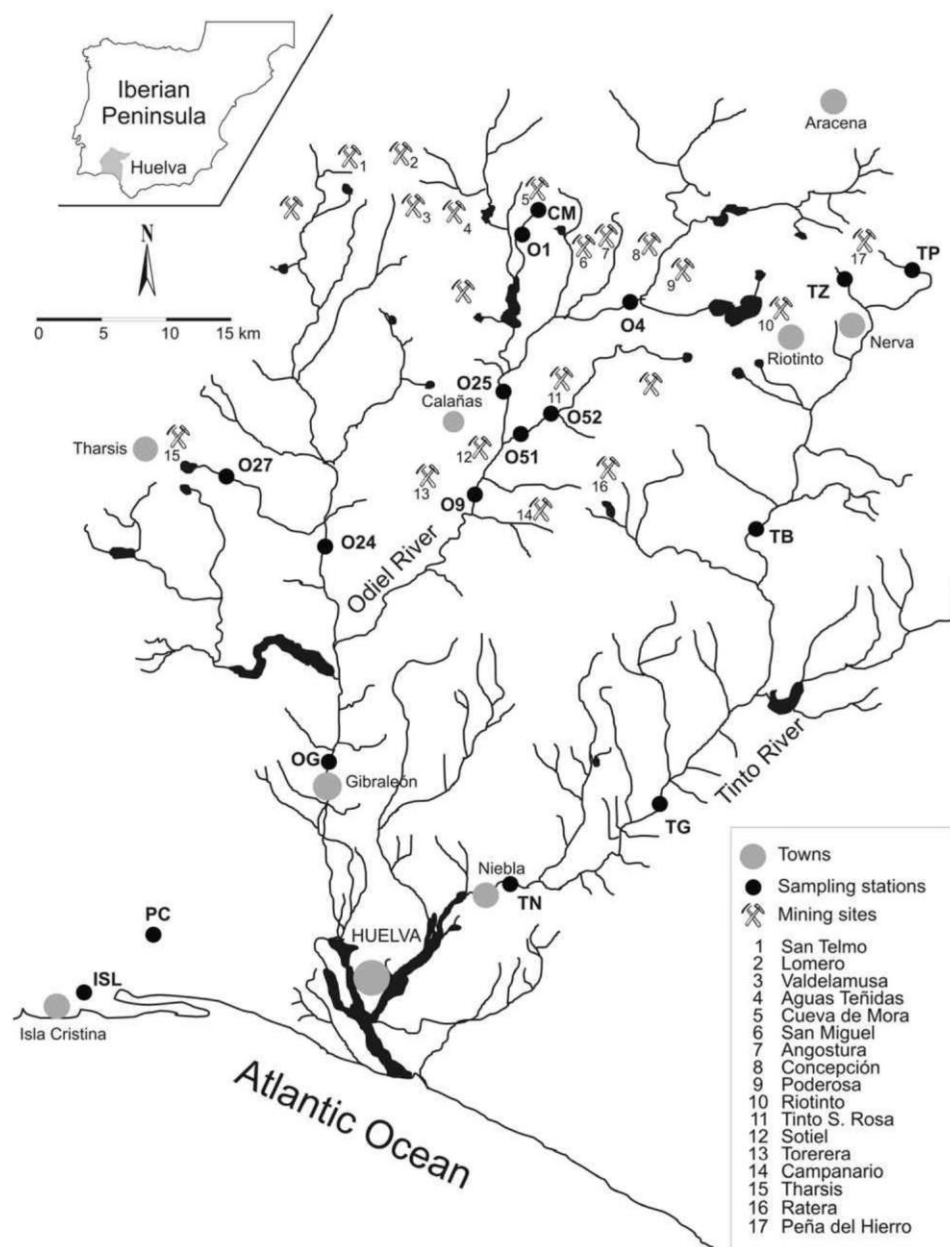 Iberian
Peninsula
Huelva
N
0 5 10 15 km
Aracena
1
2
3
4
5
CM
O1
6
7
8
9
17
TP
TZ
10
Riotinto
Nerva
O4
O25
Calañas
11
O52
O51
Tharsis
15
O27
12
13
16
O9
14
O24
TB
Odiel River
OG
Gibraleón
Tinto River
TG
Niebla
TN
PC
HUELVA
ISL
Isla Cristina
Atlantic Ocean
Towns
Sampling stations
Mining sites
1 San Telmo
2 Lomero
3 Valdelamusa
4 Aguas Teñidas
5 Cueva de Mora
6 San Miguel
7 Angostura
8 Concepción
9 Poderosa
10 Riotinto
11 Tinto S. Rosa
12 Sotiel
13 Torerera
14 Campanario
15 Tharsis
16 Ratera
17 Peña del Hierro